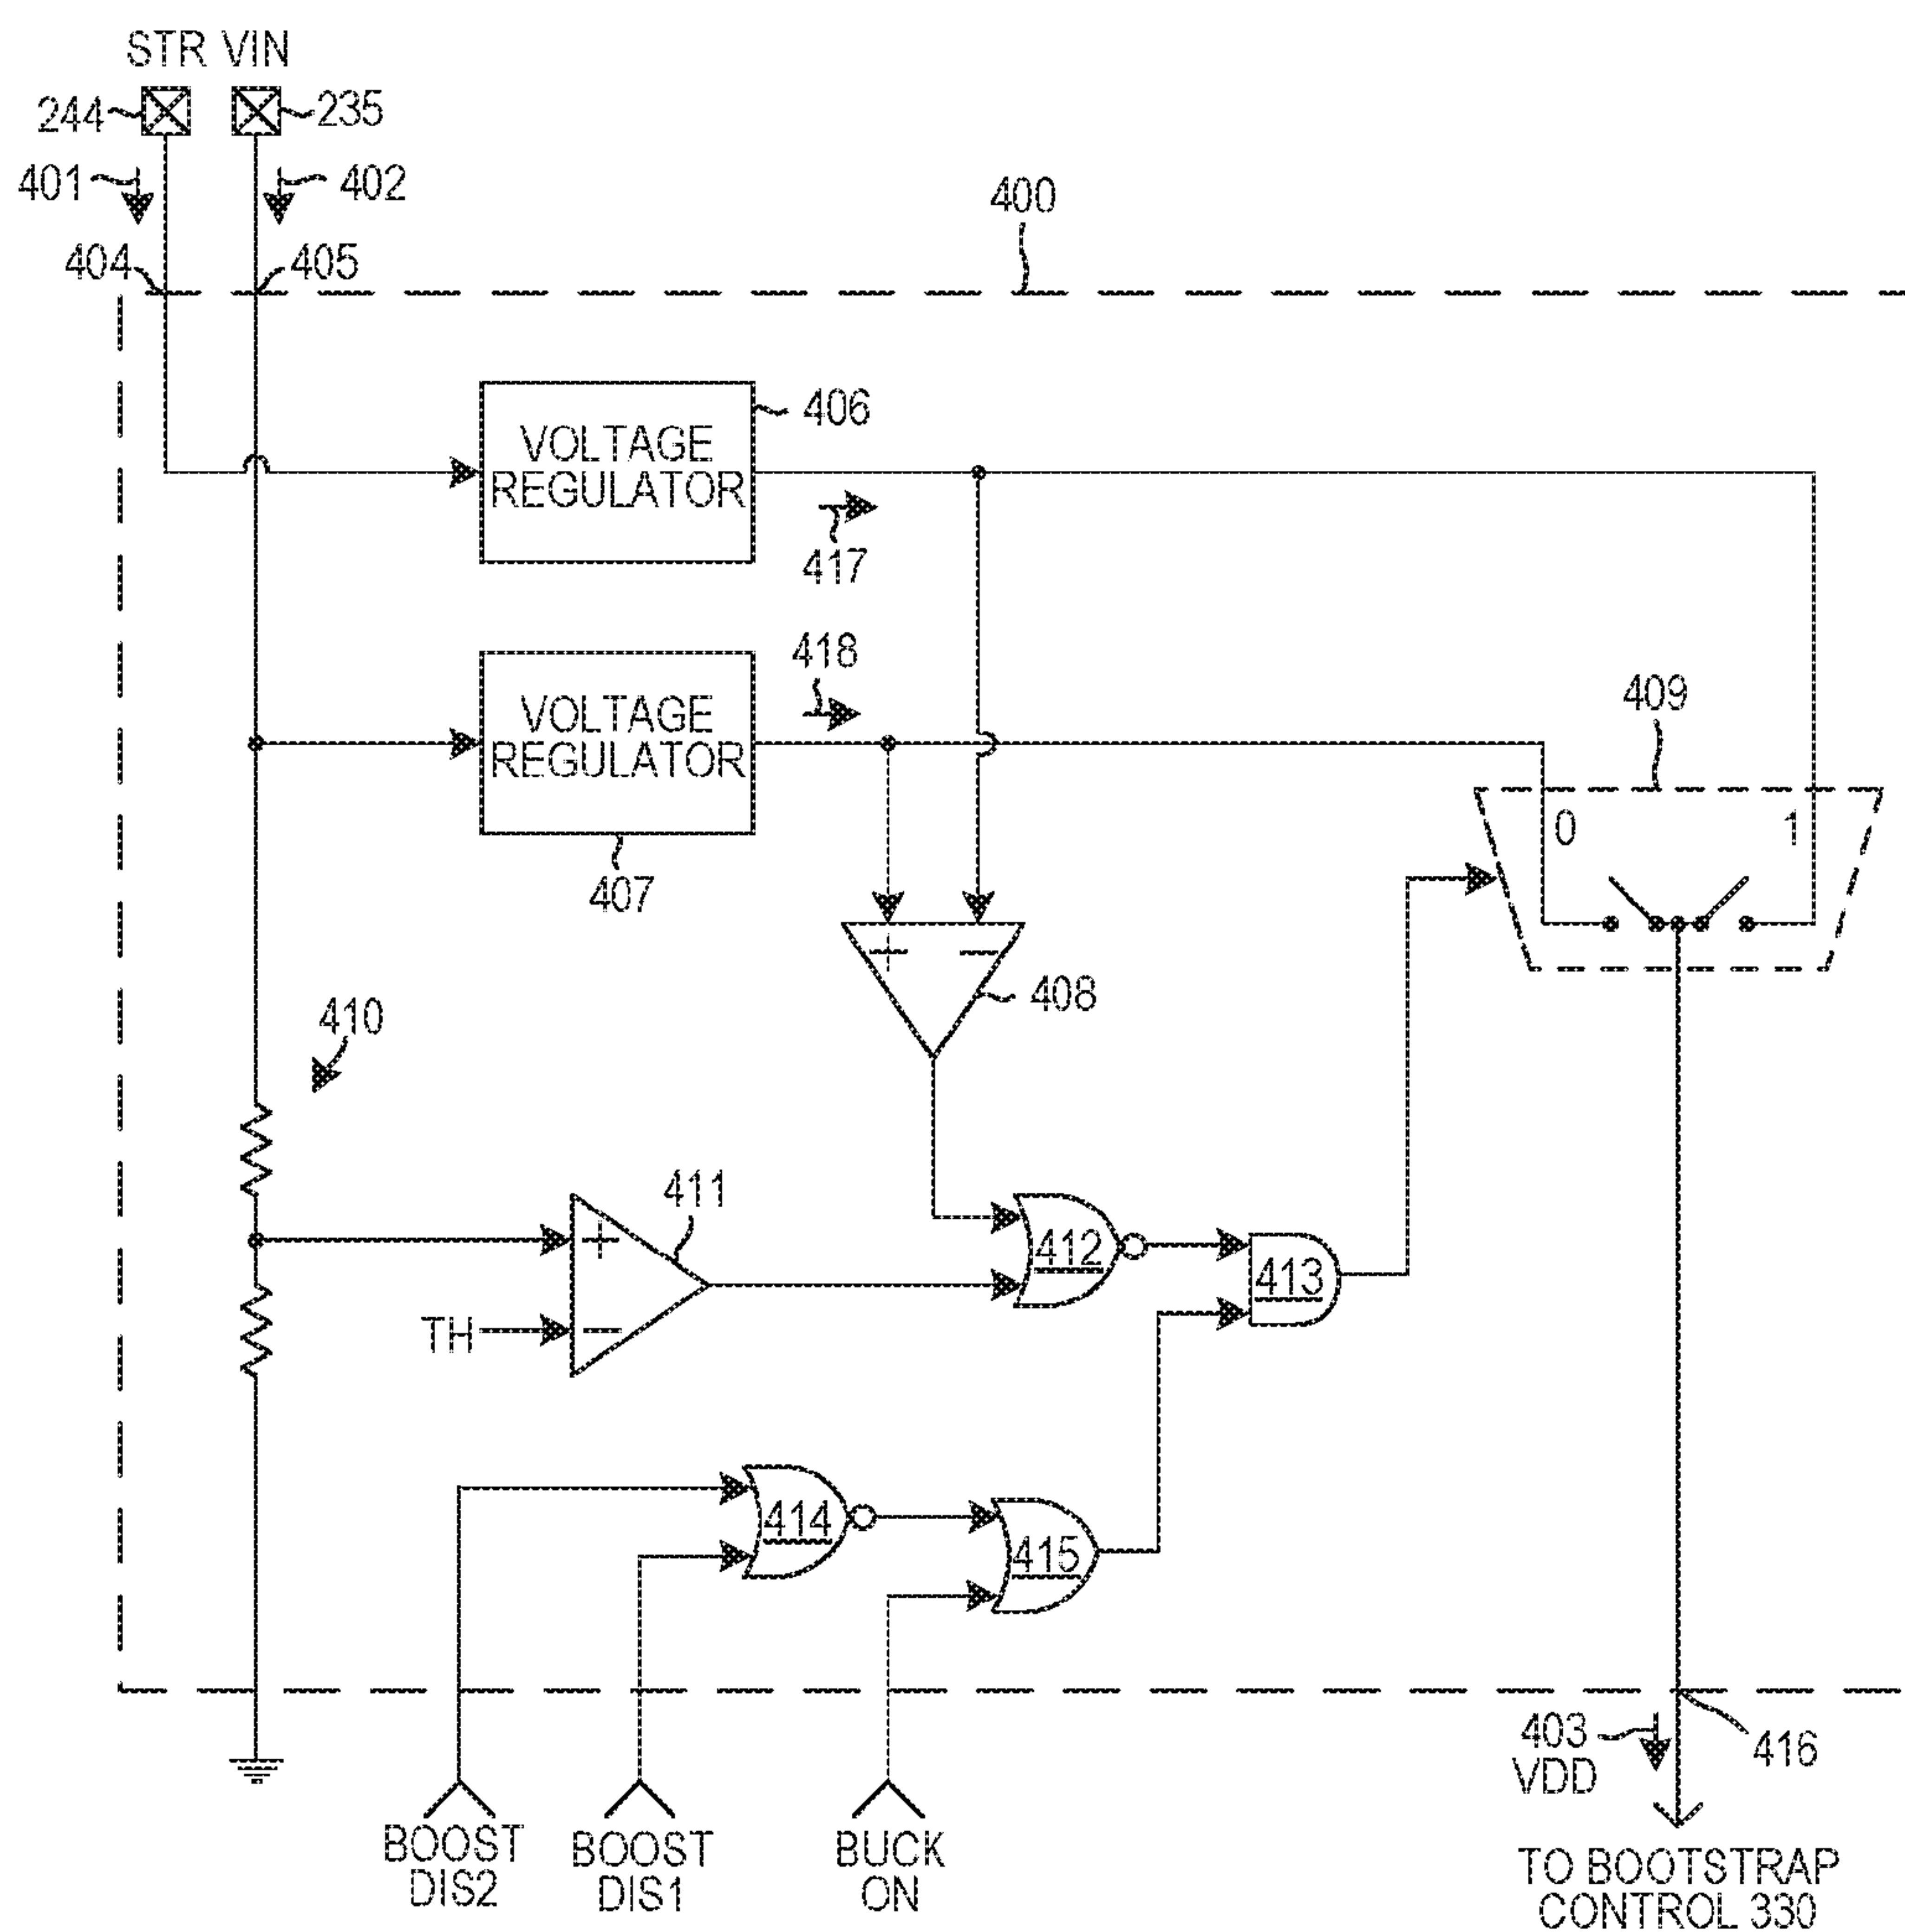 STR VIN
244
235
401
402
400
404
405
VOLTAGE
REGULATOR
406
417
418
VOLTAGE
REGULATOR
407
409
0
1
+
−
408
410
411
+
TH
−
412
413
414
415
403
VDD
416
BOOST
DIS2
BOOST
DIS1
BUCK
ON
TO BOOTSTRAP
CONTROL 330